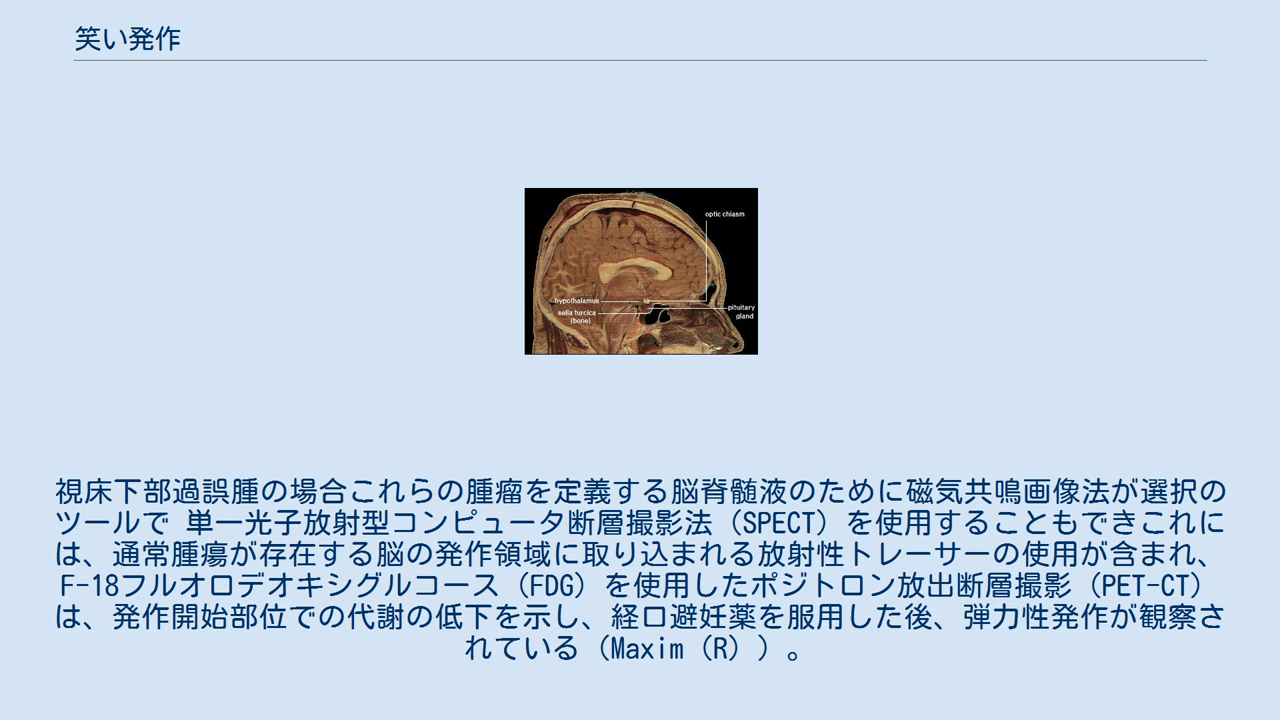 笑い発作
optic chiasm
hypothalamus
sella turcica
(bone)
pituitary
gland
視床下部過誤腫の場合これらの腫瘤を定義する脳脊髄液のために磁気共鳴画像法が選択の
ツールで 単一光子放射型コンピュータ断層撮影法（SPECT）を使用することもできこれに
は、通常腫瘍が存在する脳の発作領域に取り込まれる放射性トレーサーの使用が含まれ、
F-18フルオロデオキシグルコース（FDG）を使用したポジトロン放出断層撮影（PET-CT）
は、発作開始部位での代謝の低下を示し、経口避妊薬を服用した後、弾力性発作が観察さ
れている（Maxim（R））。